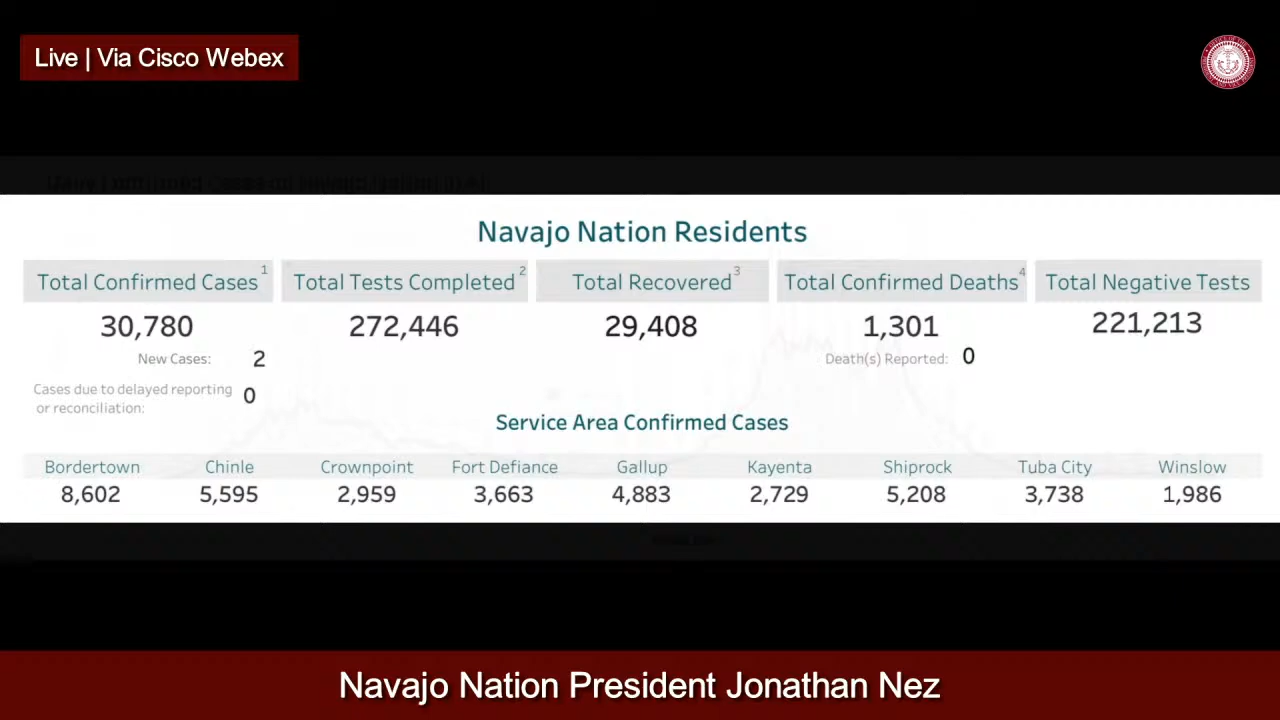 Live | Via Cisco Webex
Navajo Nation Residents
Total Confirmed Cases 1
Total Tests Completed 2
Total Recovered 3
Total Confirmed Deaths 4
Total Negative Tests
30,780
272,446
29,408
1,301
221,213
New Cases: 2
Death(s) Reported: 0
Cases due to delayed reporting
or reconciliation: 0
Service Area Confirmed Cases
Bordertown Chinle Crownpoint Fort Defiance Gallup Kayenta Shiprock Tuba City Winslow
8,602 5,595 2,959 3,663 4,883 2,729 5,208 3,738 1,986
Navajo Nation President Jonathan Nez